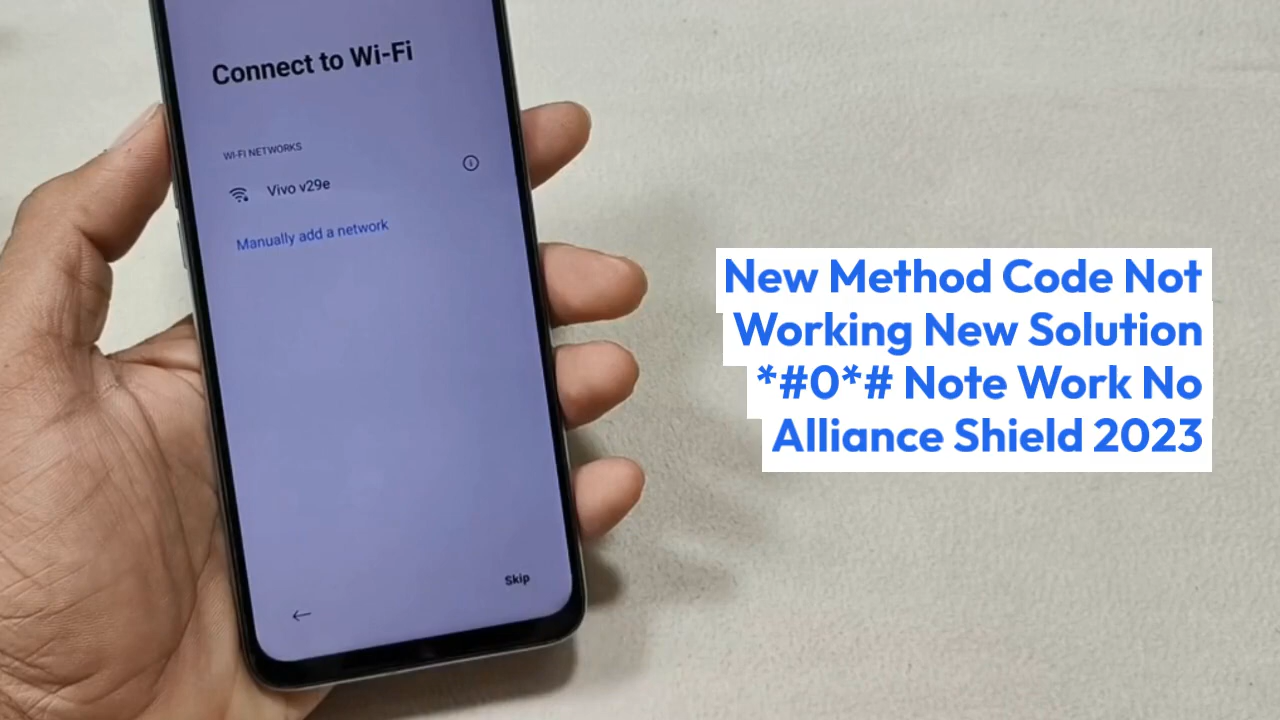 Connect to Wi-Fi
WI-FI NETWORKS
Vivo v29e
Manually add a network
Skip
New Method Code Not
Working New Solution
*#0*# Note Work No
Alliance Shield 2023